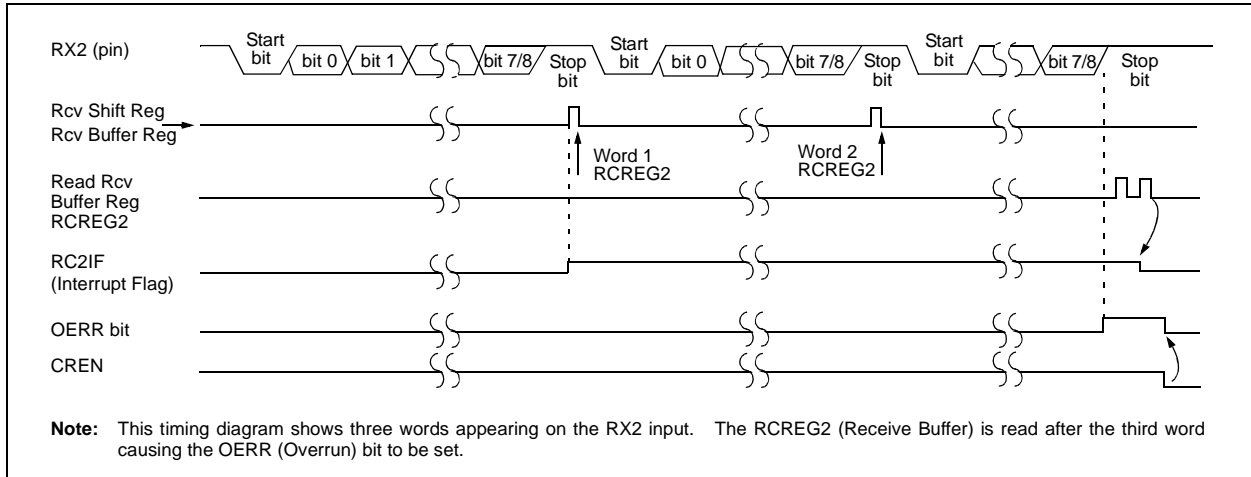 RX2 (pin)
Start bit
bit 0
bit 1
bit 7/8
Stop bit
Start bit
bit 0
bit 7/8
Stop bit
Start bit
bit 7/8
Stop bit
Rcv Shift Reg
Rcv Buffer Reg
Word 1
RCREG2
Word 2
RCREG2
Read Rcv
Buffer Reg
RCREG2
RC2IF
(Interrupt Flag)
OERR bit
CREN
Note: This timing diagram shows three words appearing on the RX2 input. The RCREG2 (Receive Buffer) is read after the third word
causing the OERR (Overrun) bit to be set.